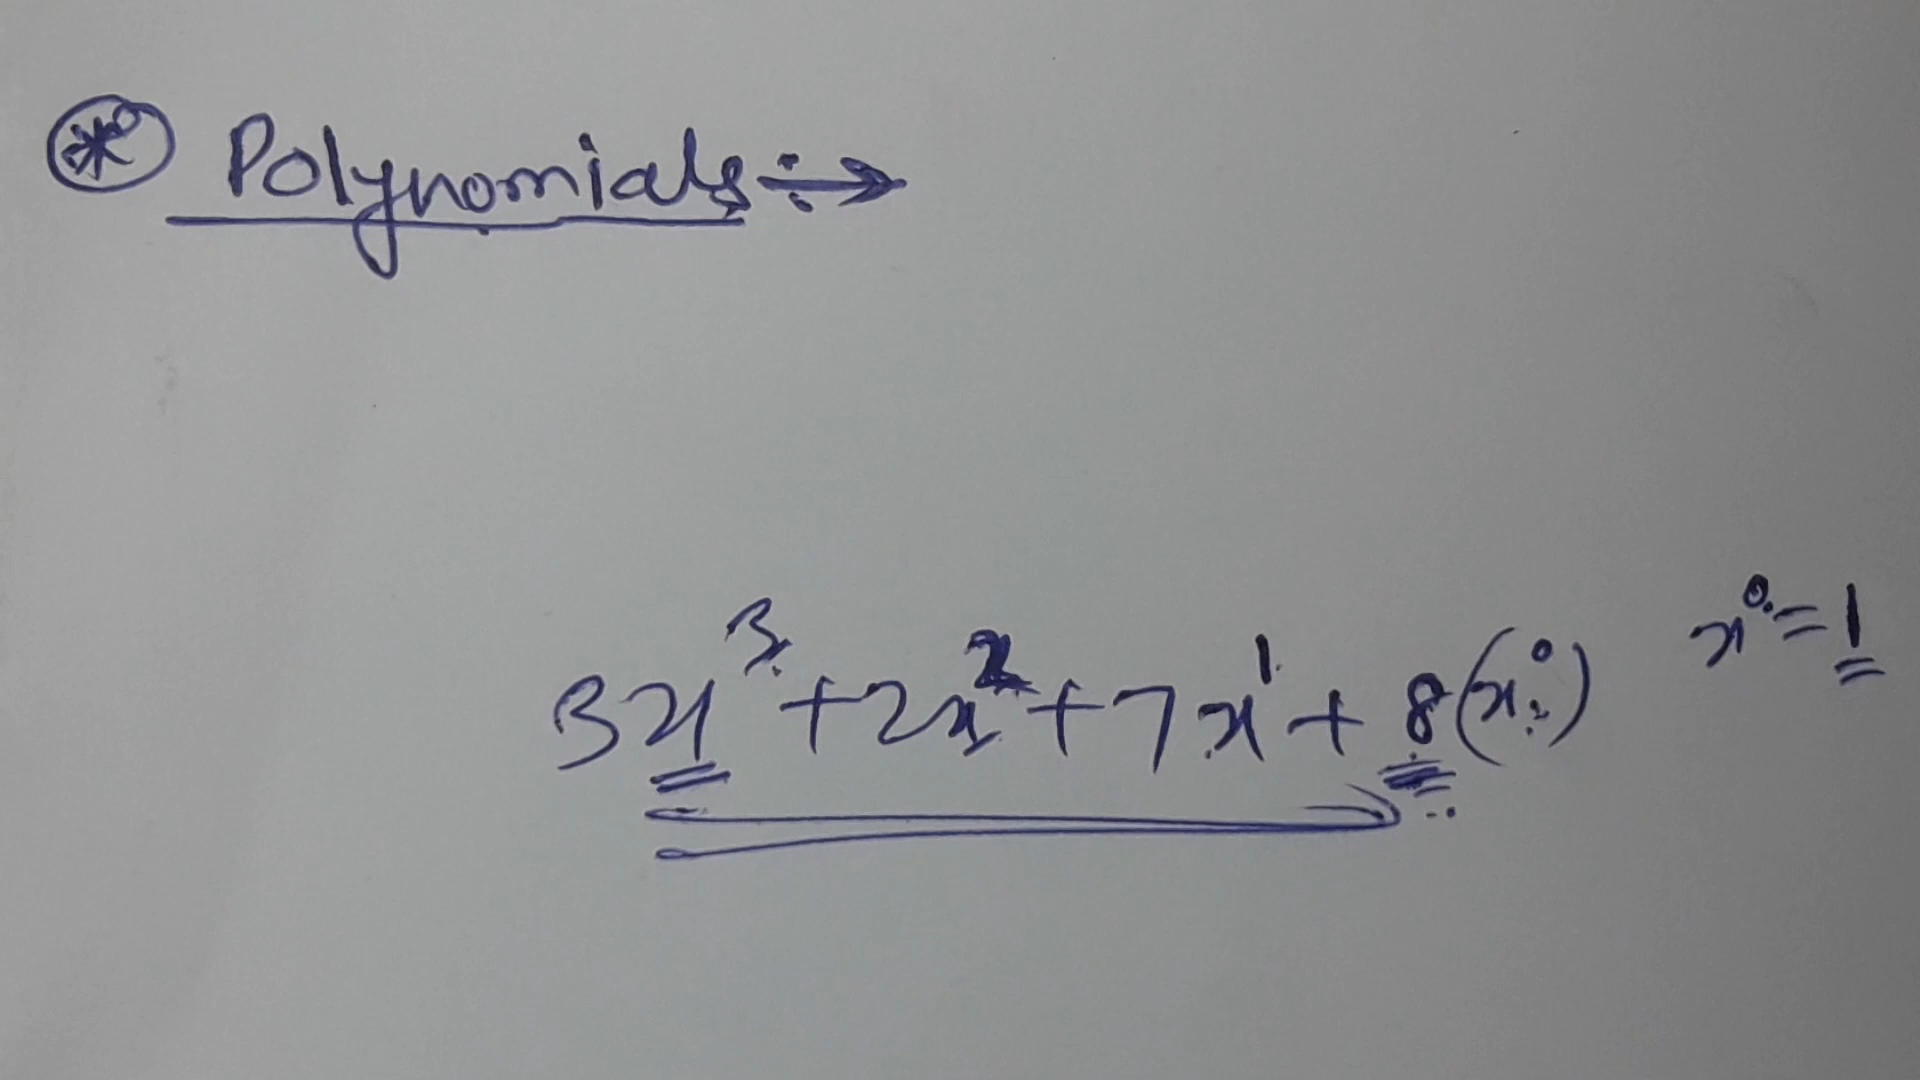 * Polynomials :→
3x³ + 2x² + 7x¹ + 8(x⁰) x⁰ = 1